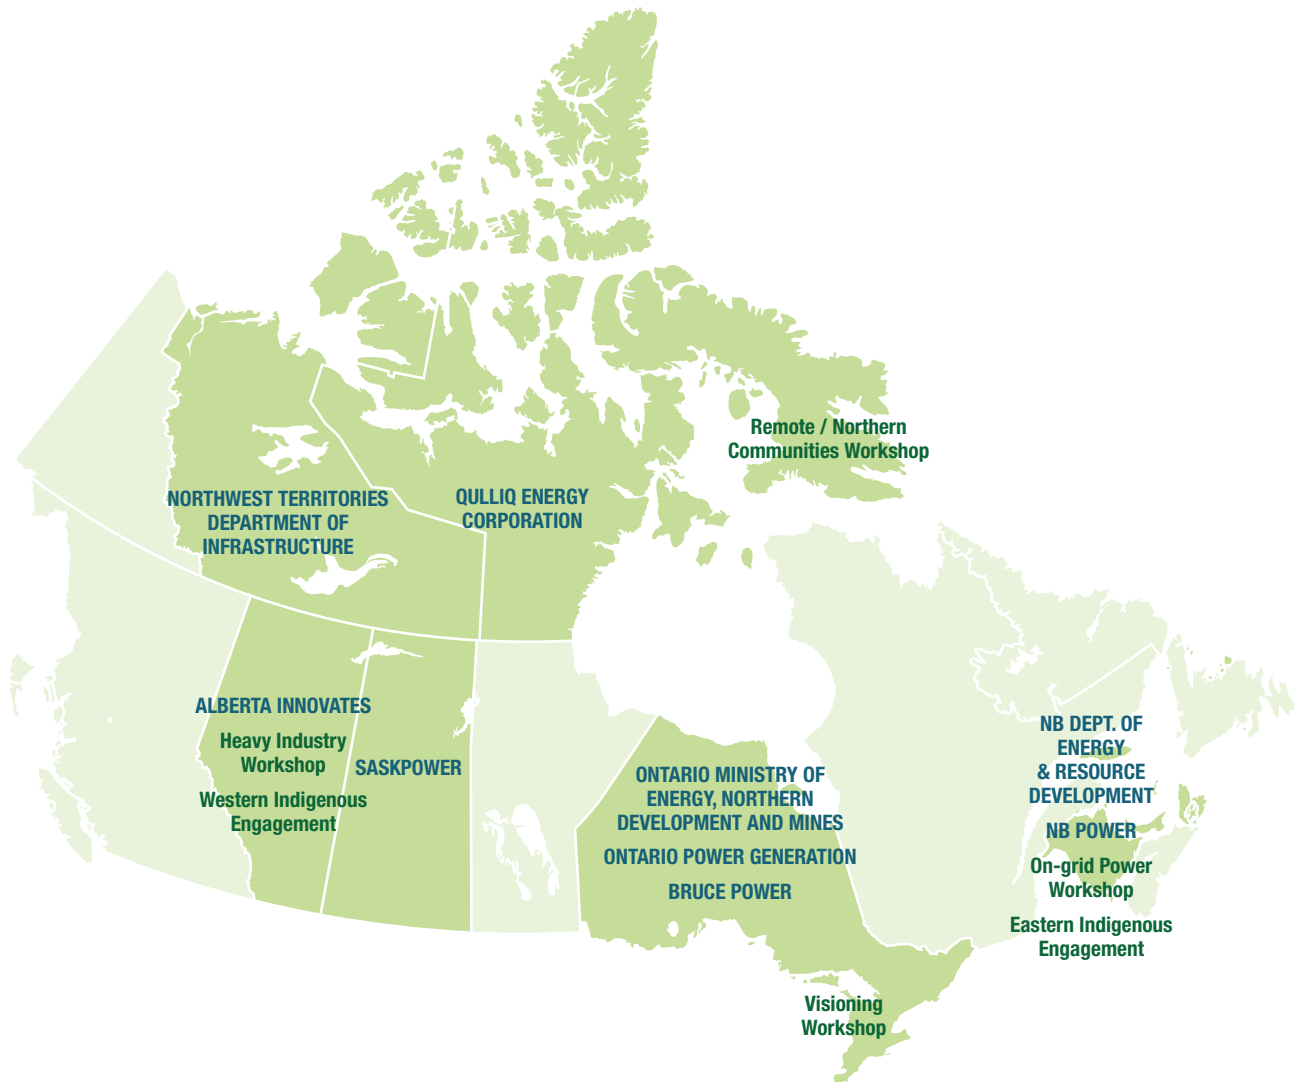 Remote / Northern
Communities Workshop
NORTHWEST TERRITORIES
DEPARTMENT OF
INFRASTRUCTURE
QULLIQ ENERGY
CORPORATION
ALBERTA INNOVATES
Heavy Industry
Workshop
Western Indigenous
Engagement
SASKPOWER
ONTARIO MINISTRY OF
ENERGY, NORTHERN
DEVELOPMENT AND MINES
ONTARIO POWER GENERATION
BRUCE POWER
Visioning
Workshop
NB DEPT. OF
ENERGY
& RESOURCE
DEVELOPMENT
NB POWER
On-grid Power
Workshop
Eastern Indigenous
Engagement